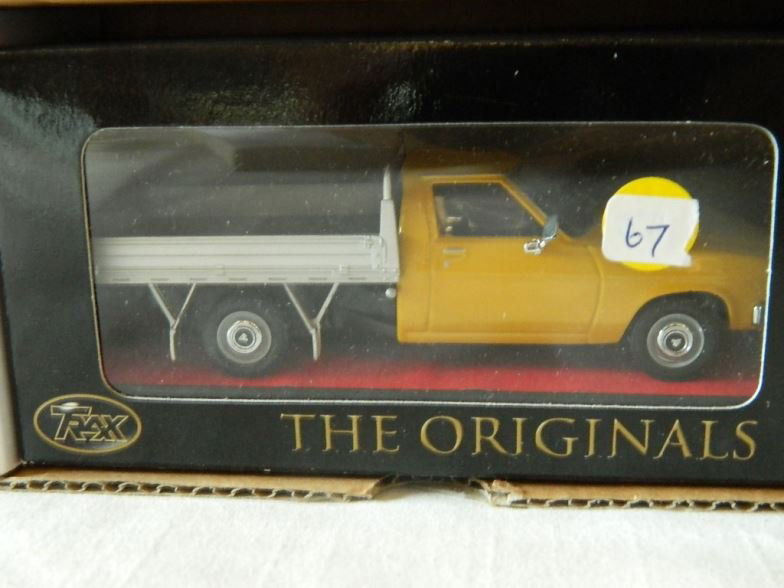 67
TRAX
THE ORIGINALS